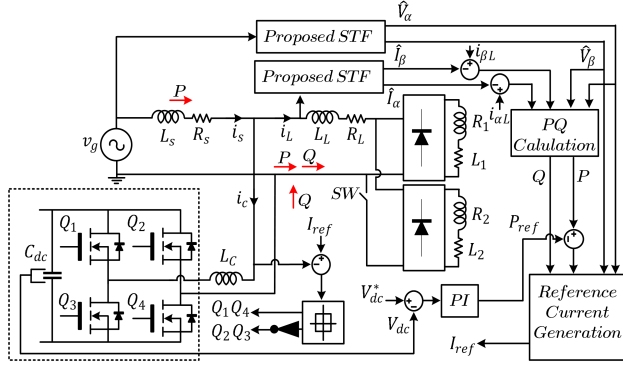 V̂α
Proposed STF
Îβ
iβL
V̂β
Proposed STF
Îα
iαL
P
Ls
Rs
is
iL
LL
RL
R1
L1
PQ
Calulation
vg
P
Q
Q
SW
R2
L2
Q
P
ic
Q1
Q2
Cdc
LC
Iref
Pref
Q3
Q4
Q1Q4
Q2Q3
V*dc
Vdc
PI
Reference
Current
Generation
Iref